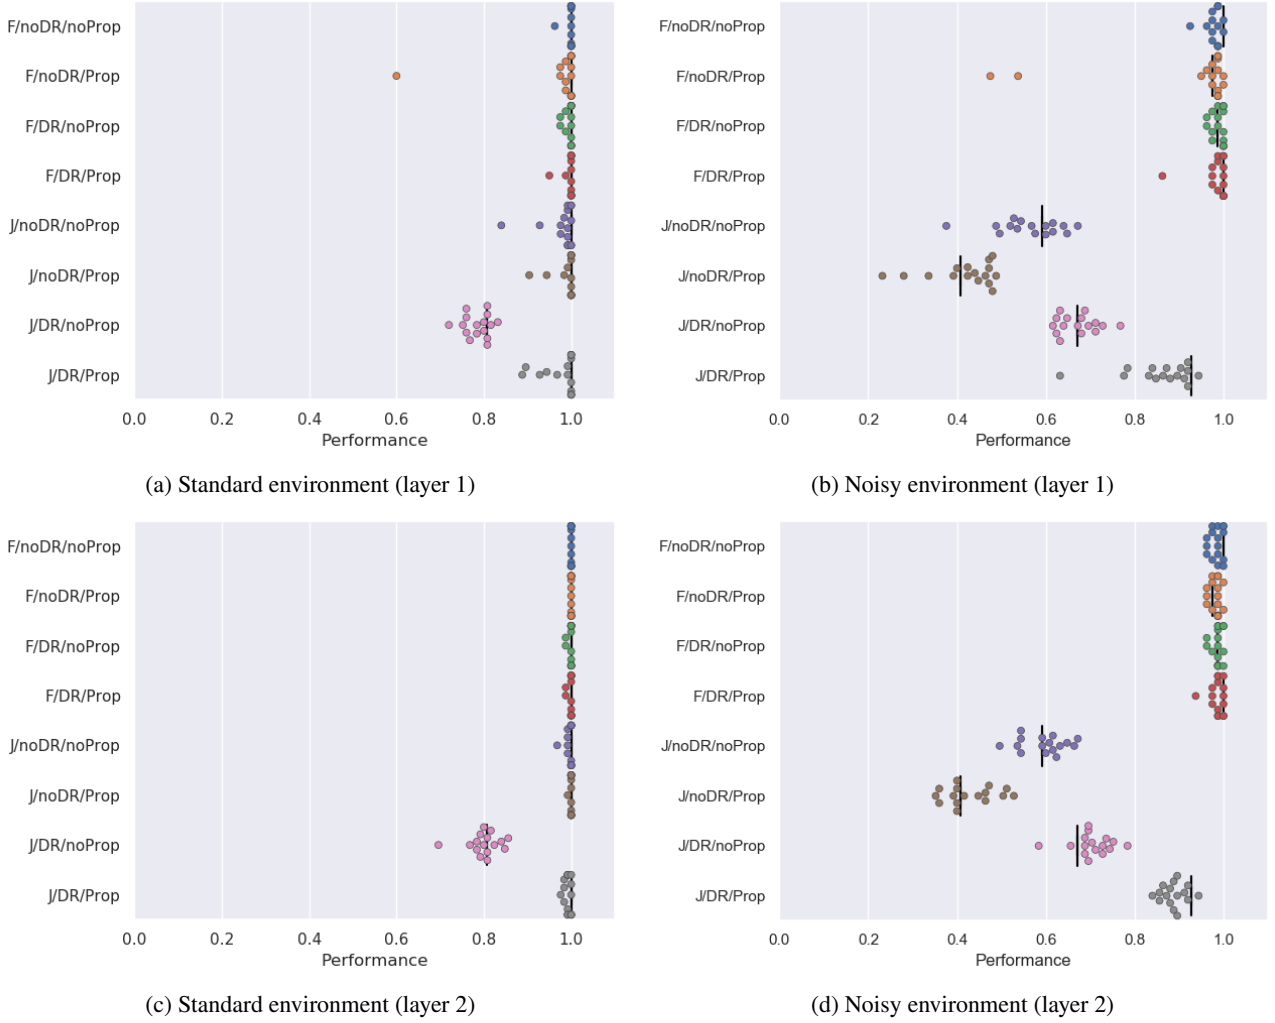 F/noDR/noProp
F/noDR/Prop
F/DR/noProp
F/DR/Prop
J/noDR/noProp
J/noDR/Prop
J/DR/noProp
J/DR/Prop
0.0 0.2 0.4 0.6 0.8 1.0
Performance
(a) Standard environment (layer 1)
F/noDR/noProp
F/noDR/Prop
F/DR/noProp
F/DR/Prop
J/noDR/noProp
J/noDR/Prop
J/DR/noProp
J/DR/Prop
0.0 0.2 0.4 0.6 0.8 1.0
Performance
(b) Noisy environment (layer 1)
F/noDR/noProp
F/noDR/Prop
F/DR/noProp
F/DR/Prop
J/noDR/noProp
J/noDR/Prop
J/DR/noProp
J/DR/Prop
0.0 0.2 0.4 0.6 0.8 1.0
Performance
(c) Standard environment (layer 2)
F/noDR/noProp
F/noDR/Prop
F/DR/noProp
F/DR/Prop
J/noDR/noProp
J/noDR/Prop
J/DR/noProp
J/DR/Prop
0.0 0.2 0.4 0.6 0.8 1.0
Performance
(d) Noisy environment (layer 2)